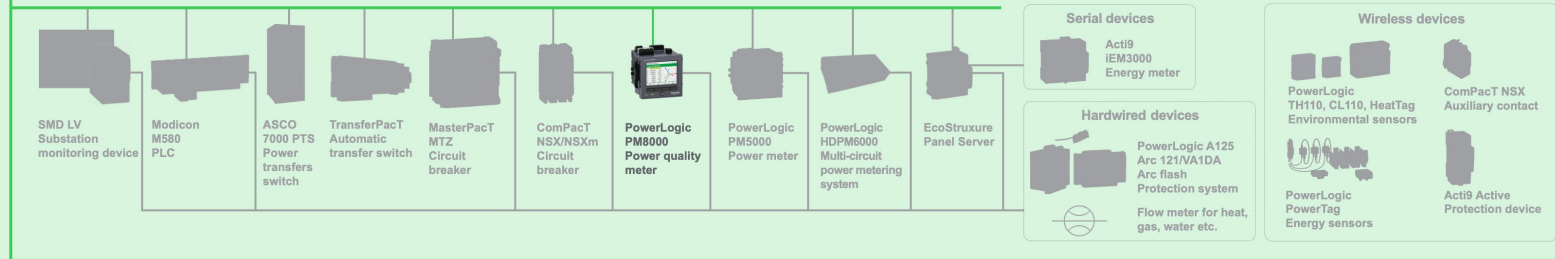 SMD LV
Substation
monitoring device
Modicon
M580
PLC
ASCO
7000 PTS
Power
transfers
switch
TransferPacT
Automatic
transfer switch
MasterPacT
MTZ
Circuit
breaker
ComPacT
NSX/NSXm
Circuit
breaker
PowerLogic
PM8000
Power quality
meter
PowerLogic
PM5000
Power meter
PowerLogic
HDPM6000
Multi-circuit
power metering
system
EcoStruxure
Panel Server
Serial devices
Acti9
iEM3000
Energy meter
Hardwired devices
PowerLogic A125
Arc 121/VA1DA
Arc flash
Protection system
Flow meter for heat,
gas, water etc.
Wireless devices
PowerLogic
TH110, CL110, HeatTag
Environmental sensors
ComPacT NSX
Auxiliary contact
PowerLogic
PowerTag
Energy sensors
Acti9 Active
Protection device